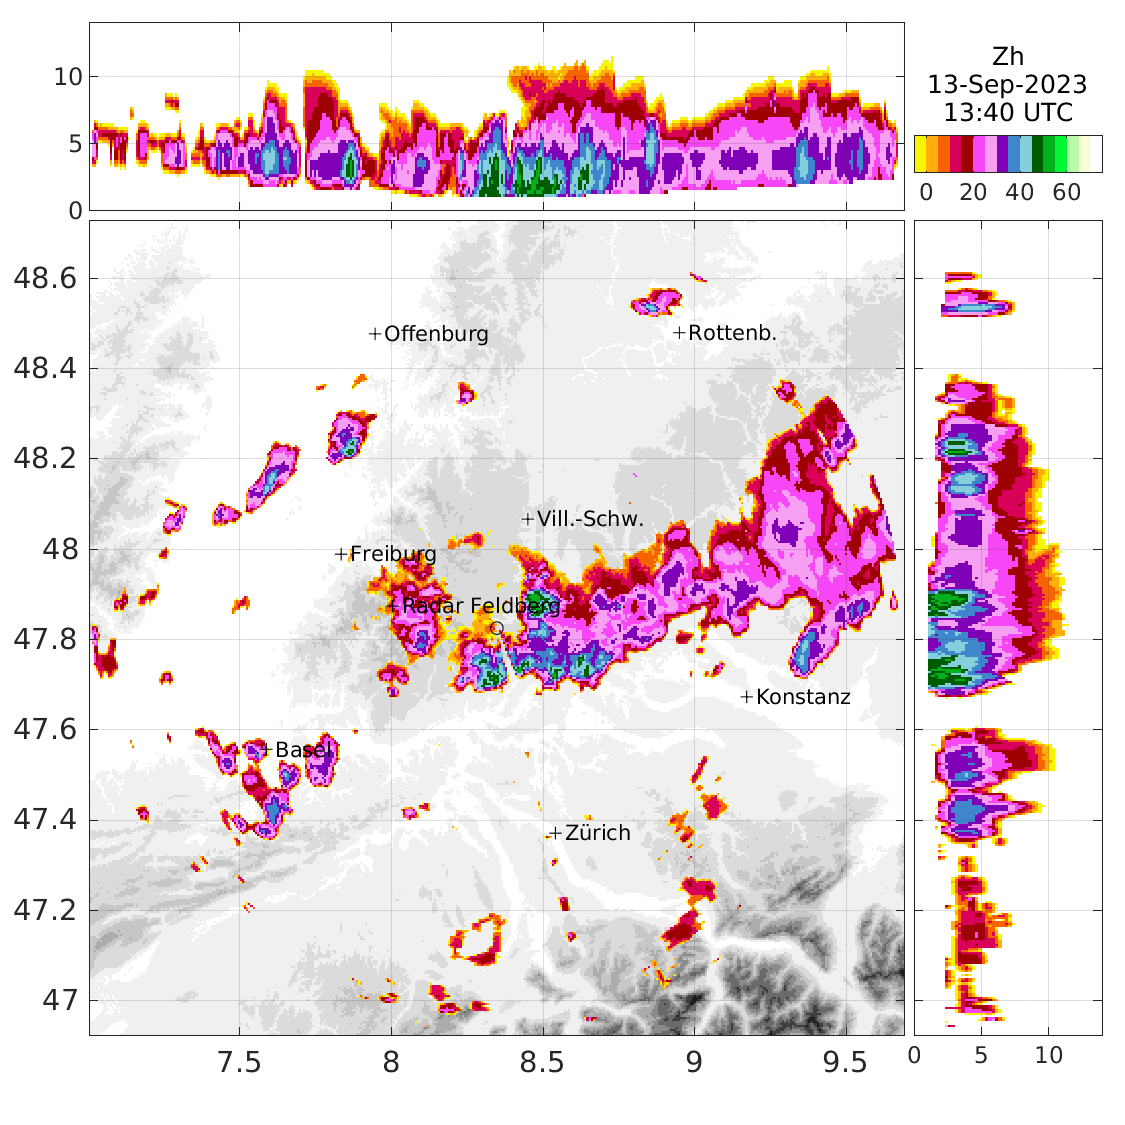 Zh
13-Sep-2023
13:40 UTC
10
5
0
0 20 40 60
48.6
+Offenburg
+Rottenb.
48.4
48.2
+Vill.-Schw.
48
+Freiburg
+Radar Feldberg
47.8
+Konstanz
47.6
+Basel
47.4
+Zürich
47.2
47
7.5 8 8.5 9 9.5
0 5 10